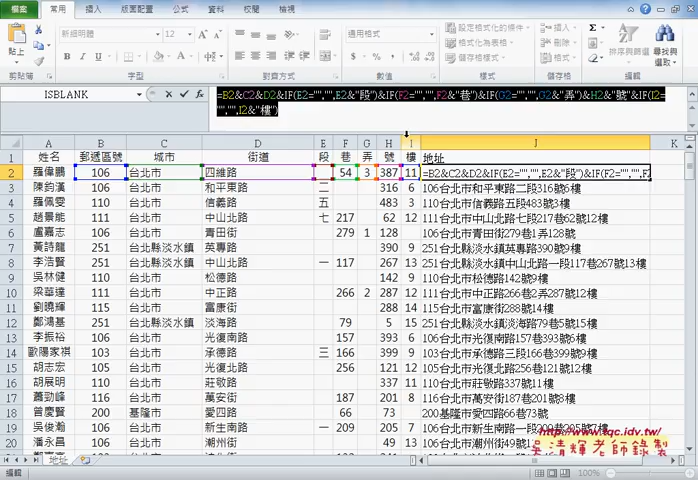 檔案 常用 插入 版面配置 公式 資料 校閱 檢視
貼上
新細明體 12
通用格式
設定格式化的條件
格式化為表格
儲存格樣式
插入
刪除
格式
排序與篩選
尋找與選取
剪貼簿 字型 對齊方式 數值 樣式 儲存格 編輯
ISBLANK
=B2&C2&D2&IF(E2="","",E2&"段")&IF(F2="","",F2&"巷")&IF(G2="","",G2&"弄")&H2&"號"&IF(I2=
"","",I2&"樓")
A B C D E F G H I J K
1 姓名 郵遞區號 城市 街道 段 巷 弄 號 樓 地址
2 羅偉鵬 106 台北市 四維路 54 3 387 11 =B2&C2&D2&IF(E2="","",E2&"段")&IF(F2="","",F2
3 陳鈞漢 106 台北市 和平東路 二 316 6 106台北市和平東路二段316號6樓
4 羅佩雯 110 台北市 信義路 五 483 3 110台北市信義路五段483號3樓
5 趙景能 111 台北市 中山北路 七 217 62 12 111台北市中山北路七段217巷62號12樓
6 盧嘉志 106 台北市 青田街 279 1 128 106台北市青田街279巷1弄128號
7 黃詩龍 251 台北縣淡水鎮 英專路 390 9 251台北縣淡水鎮英專路390號9樓
8 李浩賢 251 台北縣淡水鎮 中山北路 一 117 267 13 251台北縣淡水鎮中山北路一段117巷267號13樓
9 吳林健 110 台北市 松德路 142 9 110台北市松德路142號9樓
10 梁華達 111 台北市 中正路 266 2 287 12 111台北市中正路266巷2弄287號12樓
11 劉曉輝 115 台北市 富康街 288 14 115台北市富康街288號14樓
12 鄭鴻基 251 台北縣淡水鎮 淡海路 79 5 15 251台北縣淡水鎮淡海路79巷5號15樓
13 李振裕 106 台北市 光復南路 157 393 6 106台北市光復南路157巷393號6樓
14 歐陽家祺 103 台北市 承德路 三 166 399 9 103台北市承德路三段166巷399號9樓
15 胡志宏 105 台北市 光復北路 256 121 12 105台北市光復北路256巷121號12樓
16 胡展明 110 台北市 莊敬路 337 11 110台北市莊敬路337號11樓
17 蕭勁峰 116 台北市 萬安街 187 201 8 116台北市萬安街187巷201號8樓
18 曾慶賢 200 基隆市 愛四路 66 73 200基隆市愛四路66巷73號
19 吳俊瀚 106 台北市 新生南路 一 209 205 7 106台北市新生南路一段209巷205號7樓
20 潘永昌 106 台北市 潮州街 49 13 106台北市潮州街49號13樓
http://www.tqc.idv.tw/
吳清輝老師錄製
地址
編輯 100%